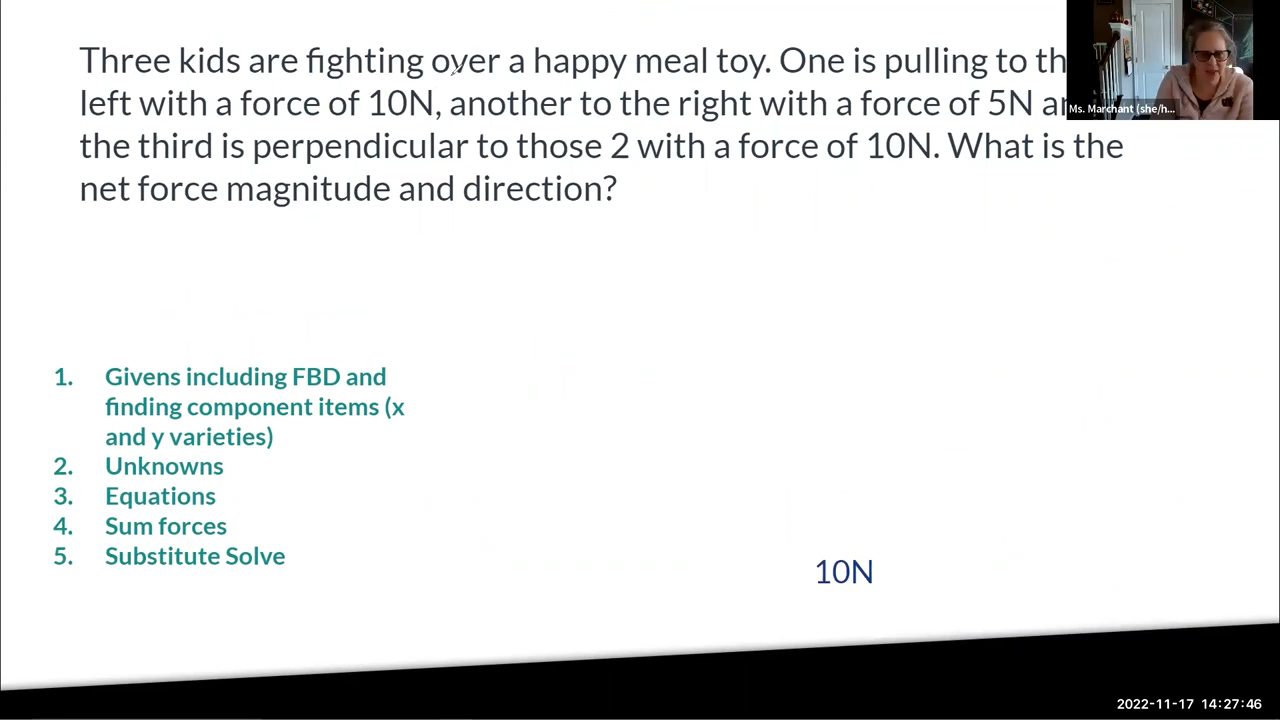 Three kids are fighting over a happy meal toy. One is pulling to th
left with a force of 10N, another to the right with a force of 5N
the third is perpendicular to those 2 with a force of 10N. What is the
net force magnitude and direction?
Ms. Marchant (she/h...
1. Givens including FBD and
finding component items (x
and y varieties)
2. Unknowns
3. Equations
4. Sum forces
5. Substitute Solve
10N
2022-11-17 14:27:46